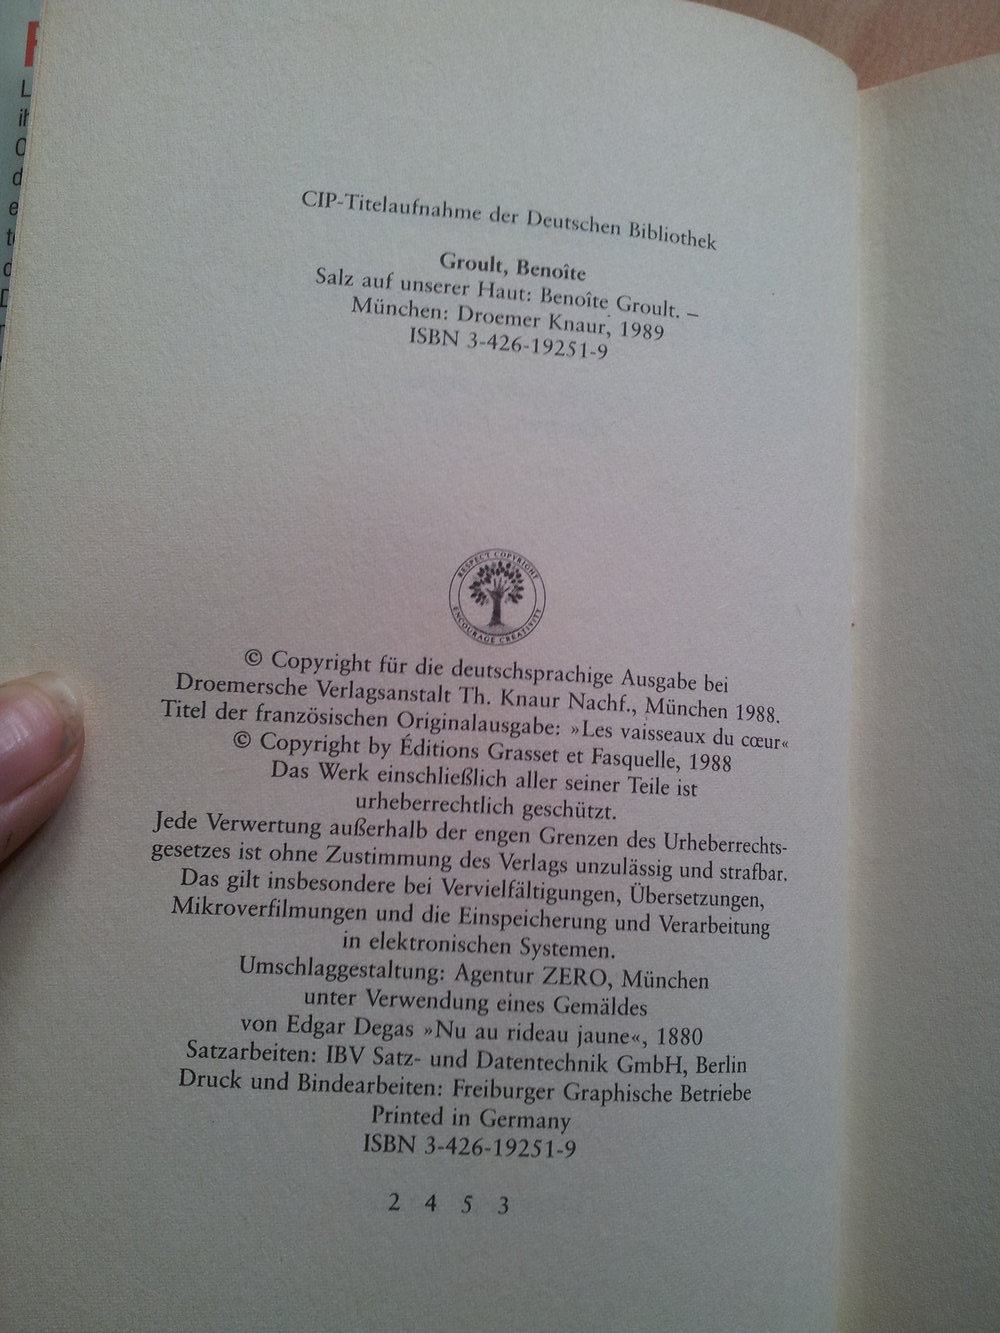 CIP-Titelaufnahme der Deutschen Bibliothek
Groult, Benoîte
Salz auf unserer Haut: Benoîte Groult. –
München: Droemer Knaur, 1989
ISBN 3-426-19251-9
RESPECT COPYRIGHT
ENCOURAGE CREATIVITY
© Copyright für die deutschsprachige Ausgabe bei
Droemersche Verlagsanstalt Th. Knaur Nachf., München 1988.
Titel der französischen Originalausgabe: »Les vaisseaux du cœur«
© Copyright by Éditions Grasset et Fasquelle, 1988
Das Werk einschließlich aller seiner Teile ist
urheberrechtlich geschützt.
Jede Verwertung außerhalb der engen Grenzen des Urheberrechts-
gesetzes ist ohne Zustimmung des Verlags unzulässig und strafbar.
Das gilt insbesondere bei Vervielfältigungen, Übersetzungen,
Mikroverfilmungen und die Einspeicherung und Verarbeitung
in elektronischen Systemen.
Umschlaggestaltung: Agentur ZERO, München
unter Verwendung eines Gemäldes
von Edgar Degas »Nu au rideau jaune«, 1880
Satzarbeiten: IBV Satz- und Datentechnik GmbH, Berlin
Druck und Bindearbeiten: Freiburger Graphische Betriebe
Printed in Germany
ISBN 3-426-19251-9
2 4 5 3